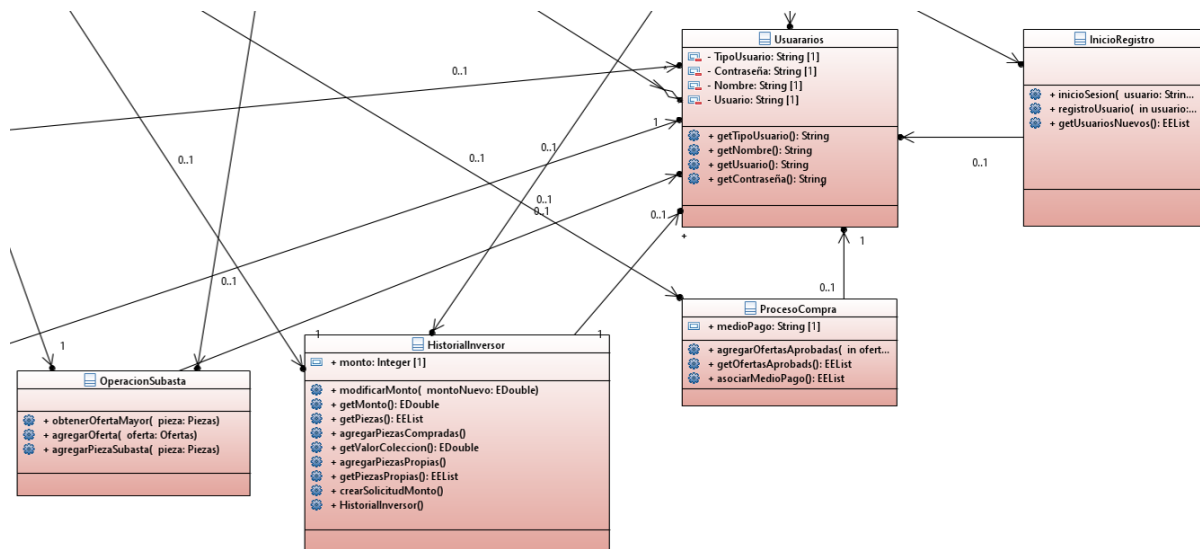 Usuararios
- TipoUsuario: String [1]
- Contraseña: String [1]
- Nombre: String [1]
- Usuario: String [1]
+ getTipoUsuario(): String
+ getNombre(): String
+ getUsuario(): String
+ getContraseña(): String
InicioRegistro
+ inicioSesion( usuario: Strin...
+ registroUsuario( in usuario:...
+ getUsuariosNuevos(): EEList
0..1
*
1
0..1
0..1
0..1
0..1
0..1
0..1
0..1
+
1
0..1
0..1
0..1
ProcesoCompra
+ medioPago: String [1]
+ agregarOfertasAprobadas( in ofert...
+ getOfertasAprobads(): EEList
+ asociarMedioPago(): EEList
1
1
1
HistorialInversor
+ monto: Integer [1]
+ modificarMonto( montoNuevo: EDouble)
+ getMonto(): EDouble
+ getPiezas(): EEList
+ agregarPiezasCompradas()
+ getValorColeccion(): EDouble
+ agregarPiezasPropias()
+ getPiezasPropias(): EEList
+ crearSolicitudMonto()
+ HistorialInversor()
OperacionSubasta
+ obtenerOfertaMayor( pieza: Piezas)
+ agregarOferta( oferta: Ofertas)
+ agregarPiezaSubasta( pieza: Piezas)